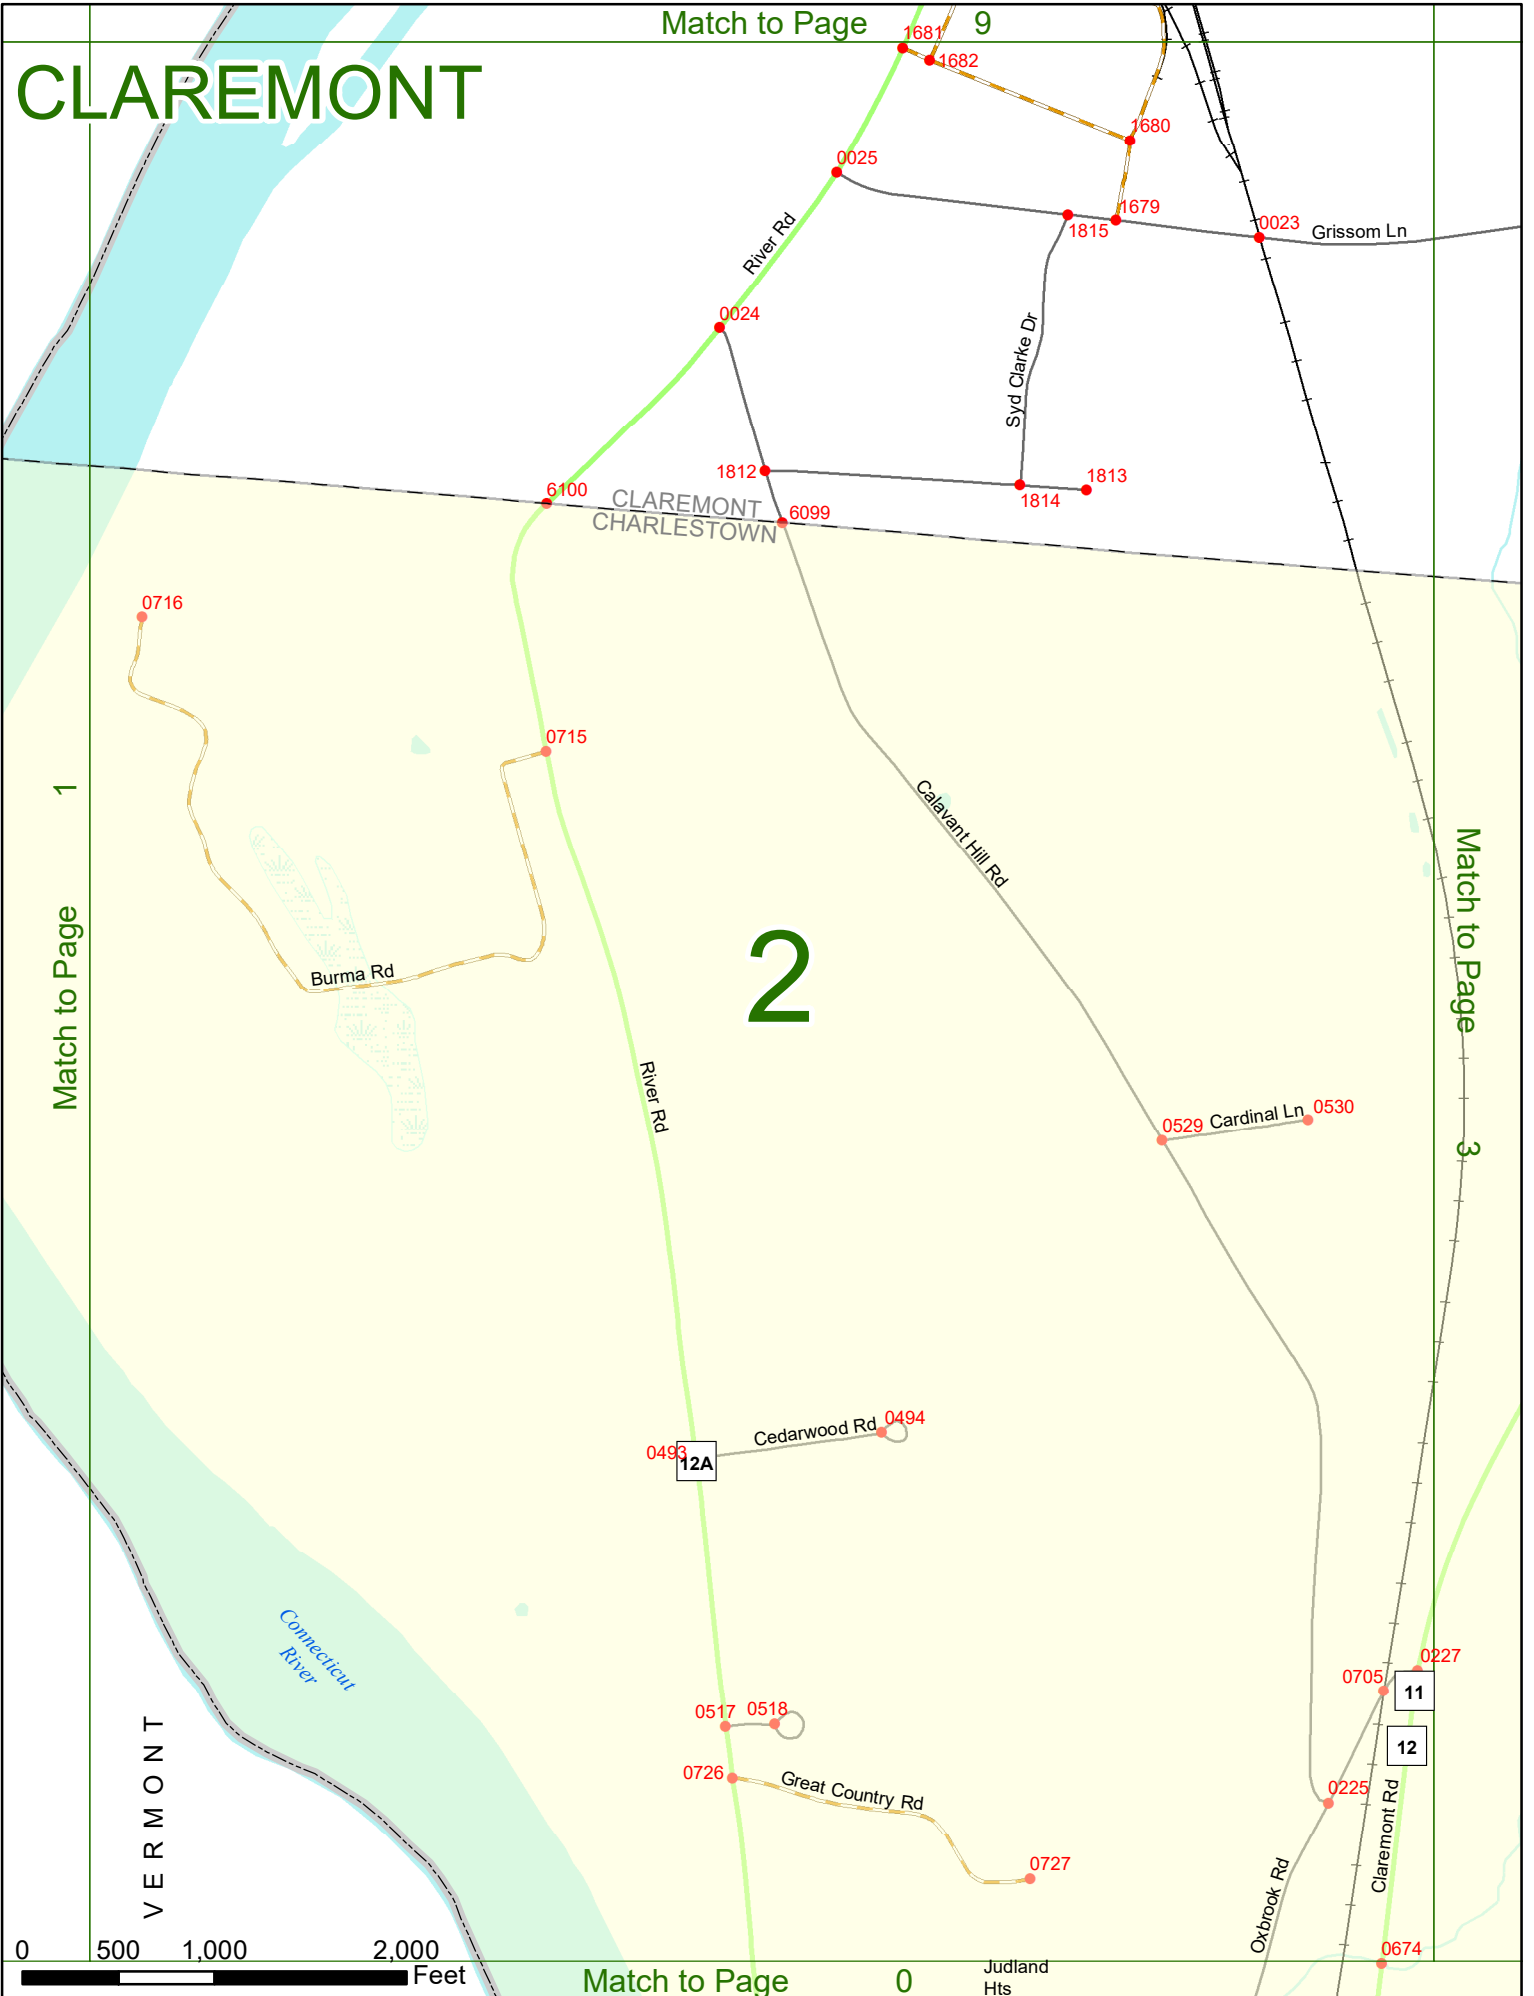 Match to Page 9
CLAREMONT
1681
1682
1680
0025
1679
1815
0023
Grissom Ln
River Rd
0024
Syd Clarke Dr
1812
1813
1814
6100
CLAREMONT
6099
CHARLESTOWN
0716
0715
Calavant Hill Rd
Match to Page 1
Match to Page 3
2
Burma Rd
River Rd
0529
Cardinal Ln
0530
Cedarwood Rd
0494
0493
12A
Connecticut
River
0227
0705
11
0517
0518
12
VERMONT
0726
Great Country Rd
0225
Claremont Rd
0727
Oxbrook Rd
0 500 1,000 2,000
Feet
0674
Judland
Hts
Match to Page 0